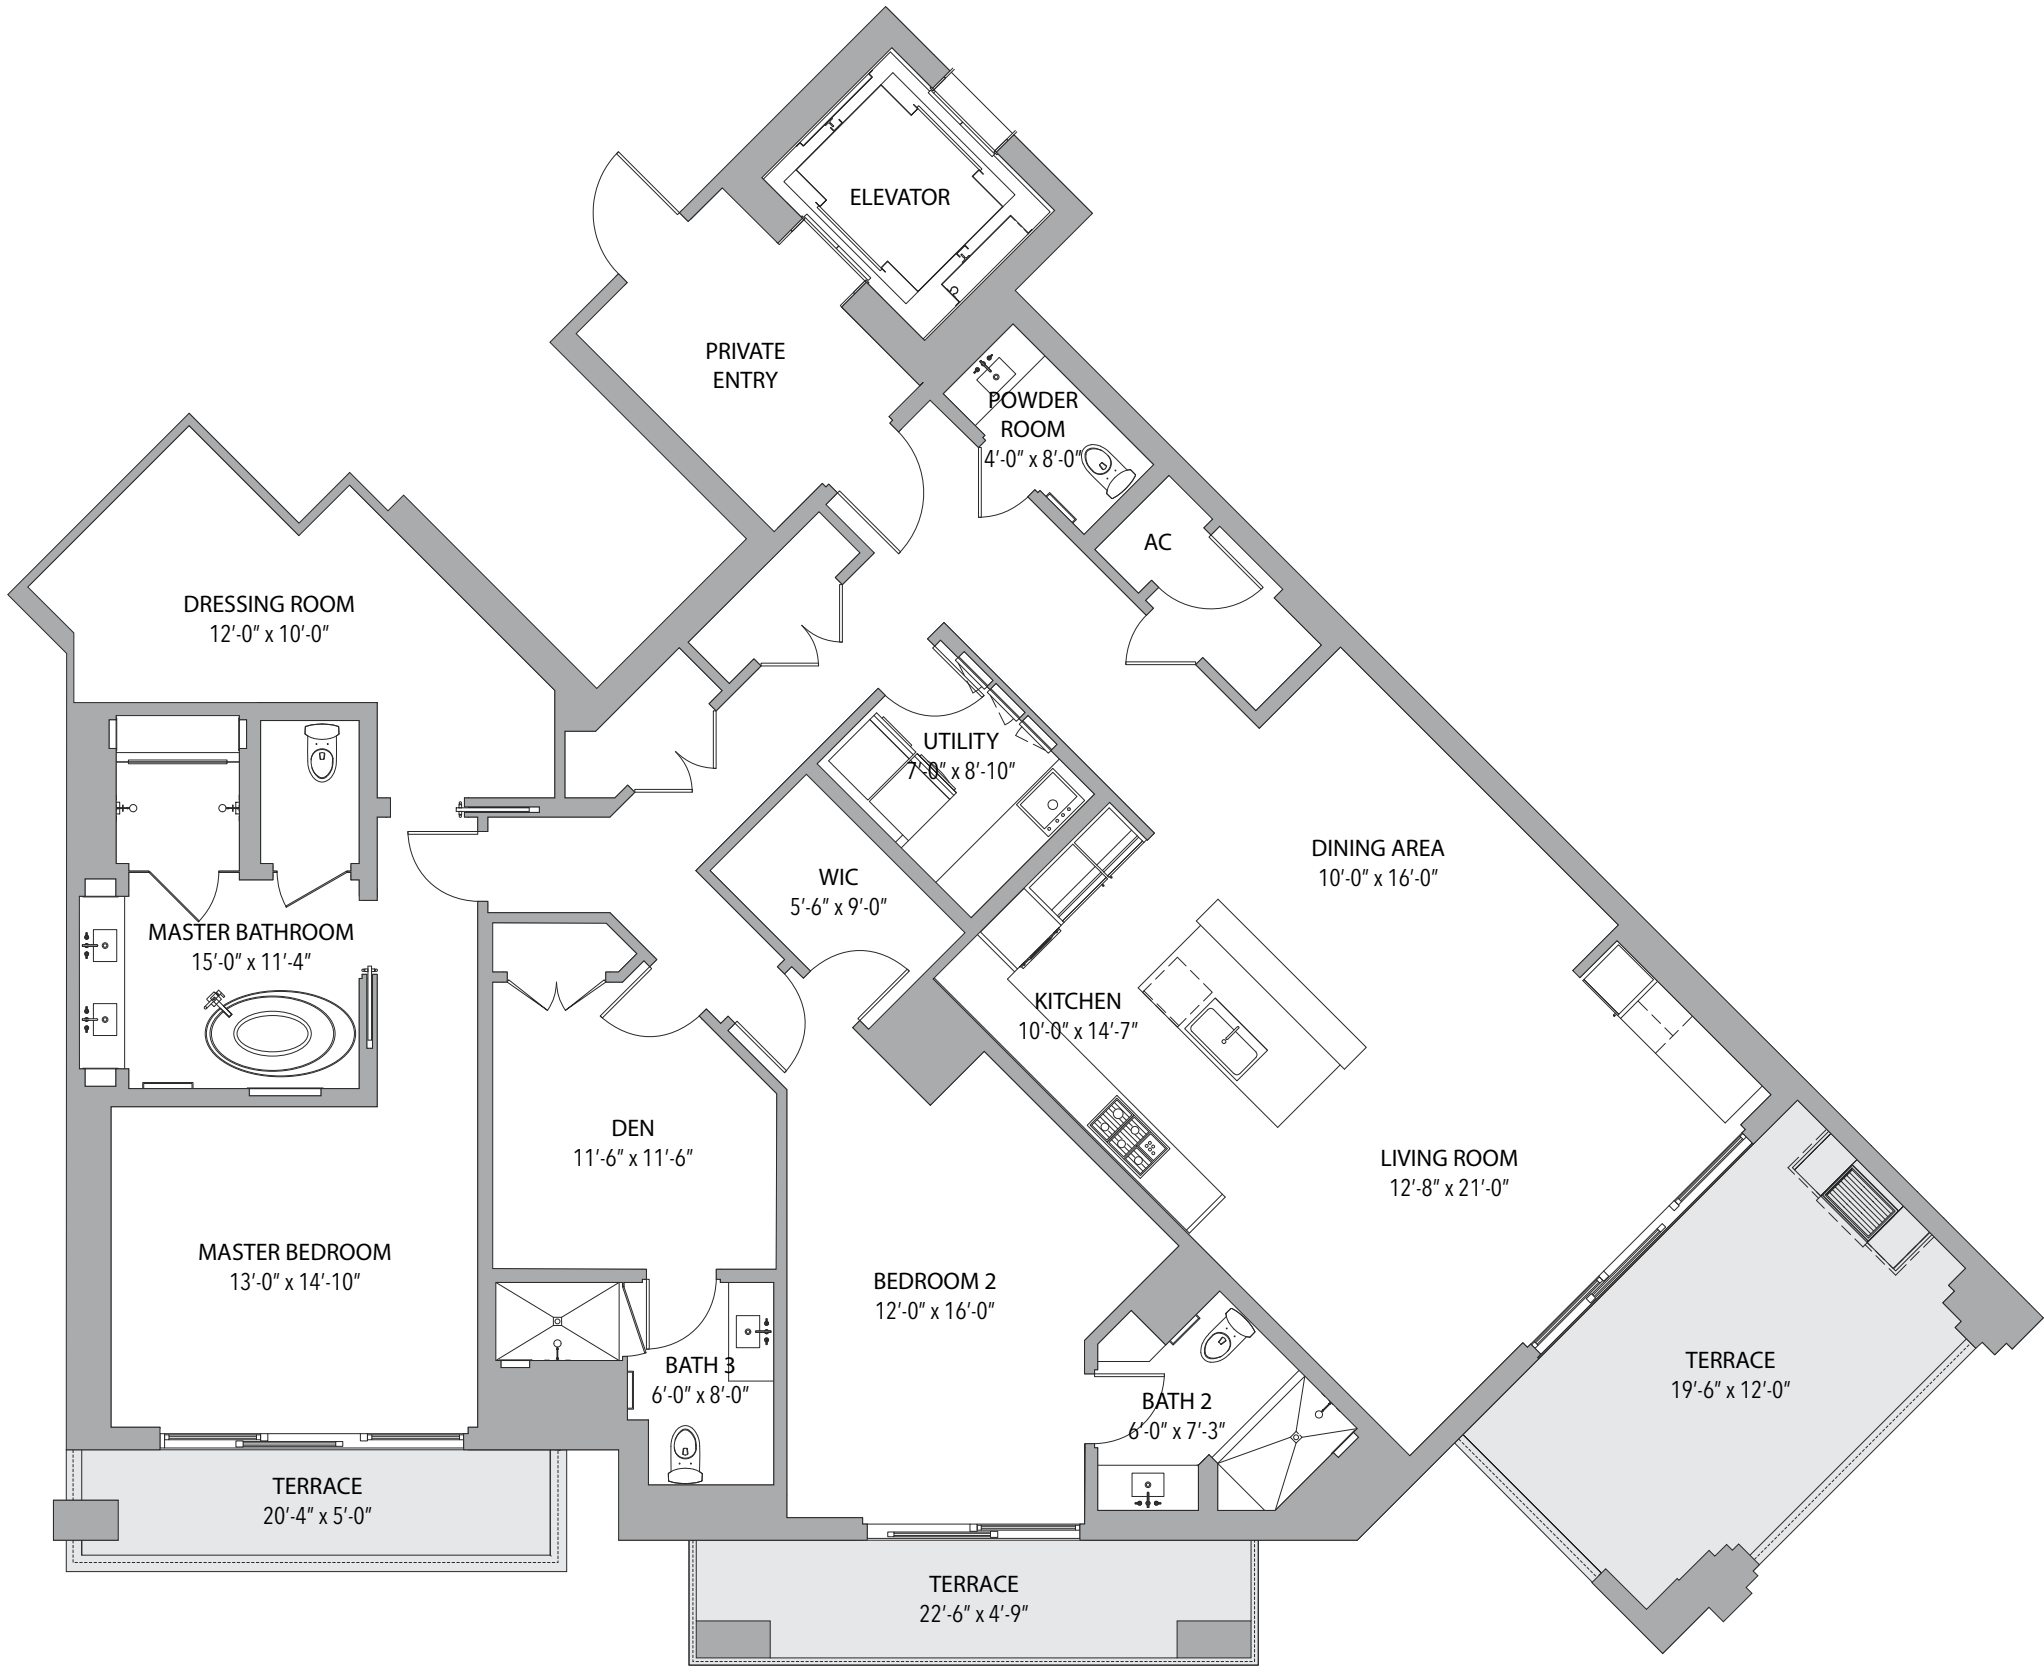 ELEVATOR
PRIVATE
ENTRY
POWDER
ROOM
4'-0" x 8'-0"
AC
DRESSING ROOM
12'-0" x 10'-0"
UTILITY
7'-0" x 8'-10"
DINING AREA
10'-0" x 16'-0"
WIC
5'-6" x 9'-0"
MASTER BATHROOM
15'-0" x 11'-4"
KITCHEN
10'-0" x 14'-7"
DEN
11'-6" x 11'-6"
LIVING ROOM
12'-8" x 21'-0"
MASTER BEDROOM
13'-0" x 14'-10"
BEDROOM 2
12'-0" x 16'-0"
BATH 3
6'-0" x 8'-0"
TERRACE
19'-6" x 12'-0"
BATH 2
6'-0" x 7'-3"
TERRACE
20'-4" x 5'-0"
TERRACE
22'-6" x 4'-9"